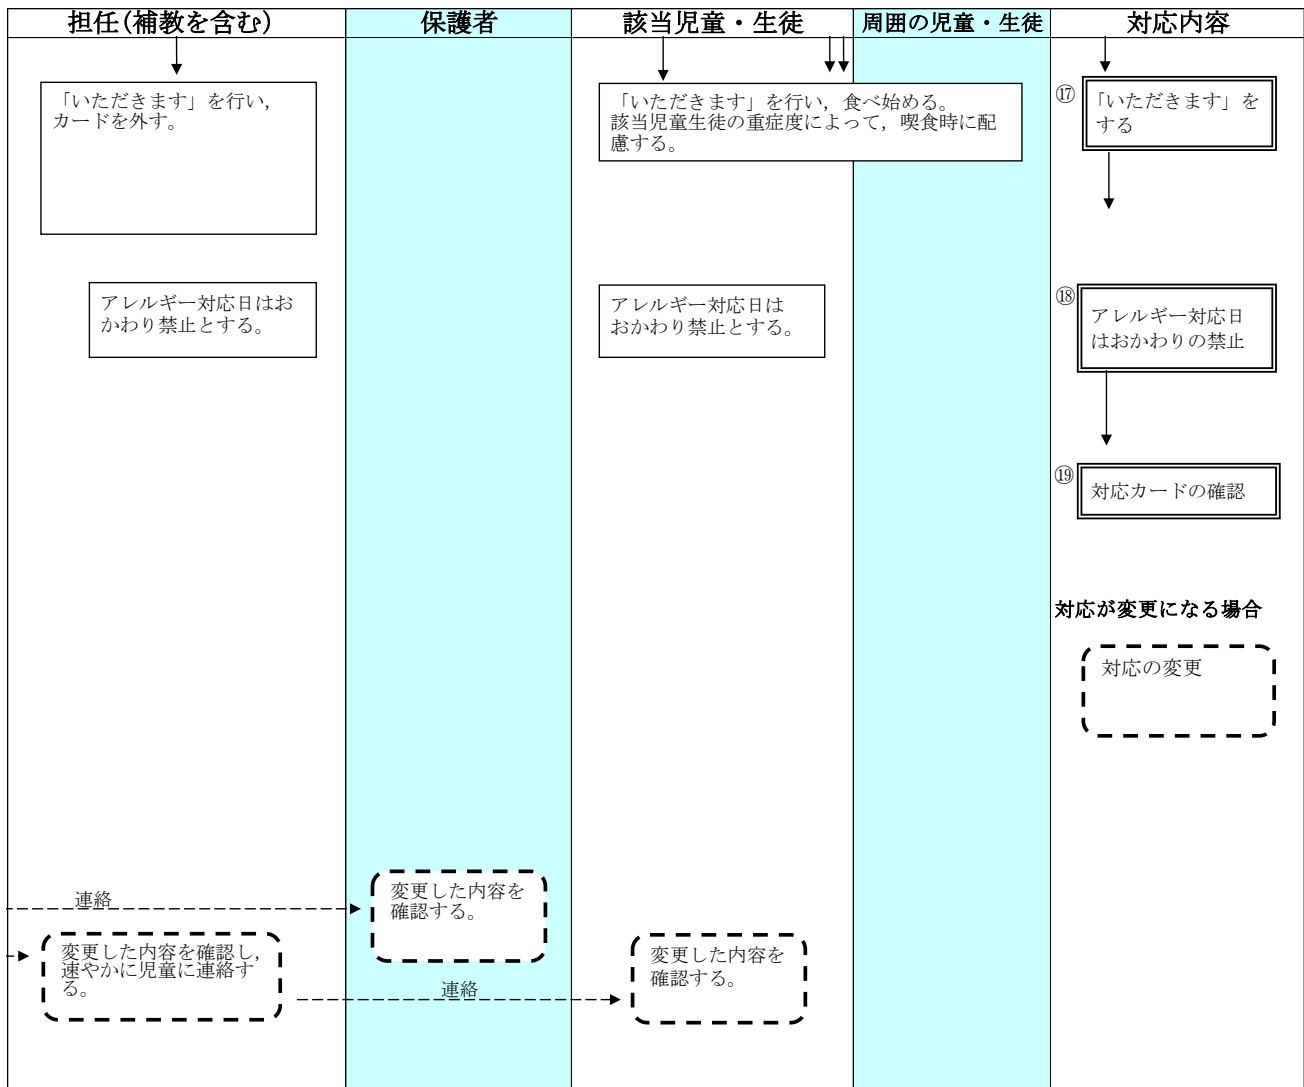 担任(補教を含む)
保護者
該当児童・生徒
周囲の児童・生徒
対応内容
「いただきます」を行い，
カードを外す。
「いただきます」を行い，食べ始める。
該当児童生徒の重症度によって，喫食時に配
慮する。
⑰
「いただきます」を
する
アレルギー対応日はお
かわり禁止とする。
アレルギー対応日は
おかわり禁止とする。
⑱
アレルギー対応日
はおかわりの禁止
⑲
対応カードの確認
対応が変更になる場合
対応の変更
連絡
変更した内容を
確認する。
変更した内容を確認し，
速やかに児童に連絡す
る。
連絡
変更した内容を
確認する。